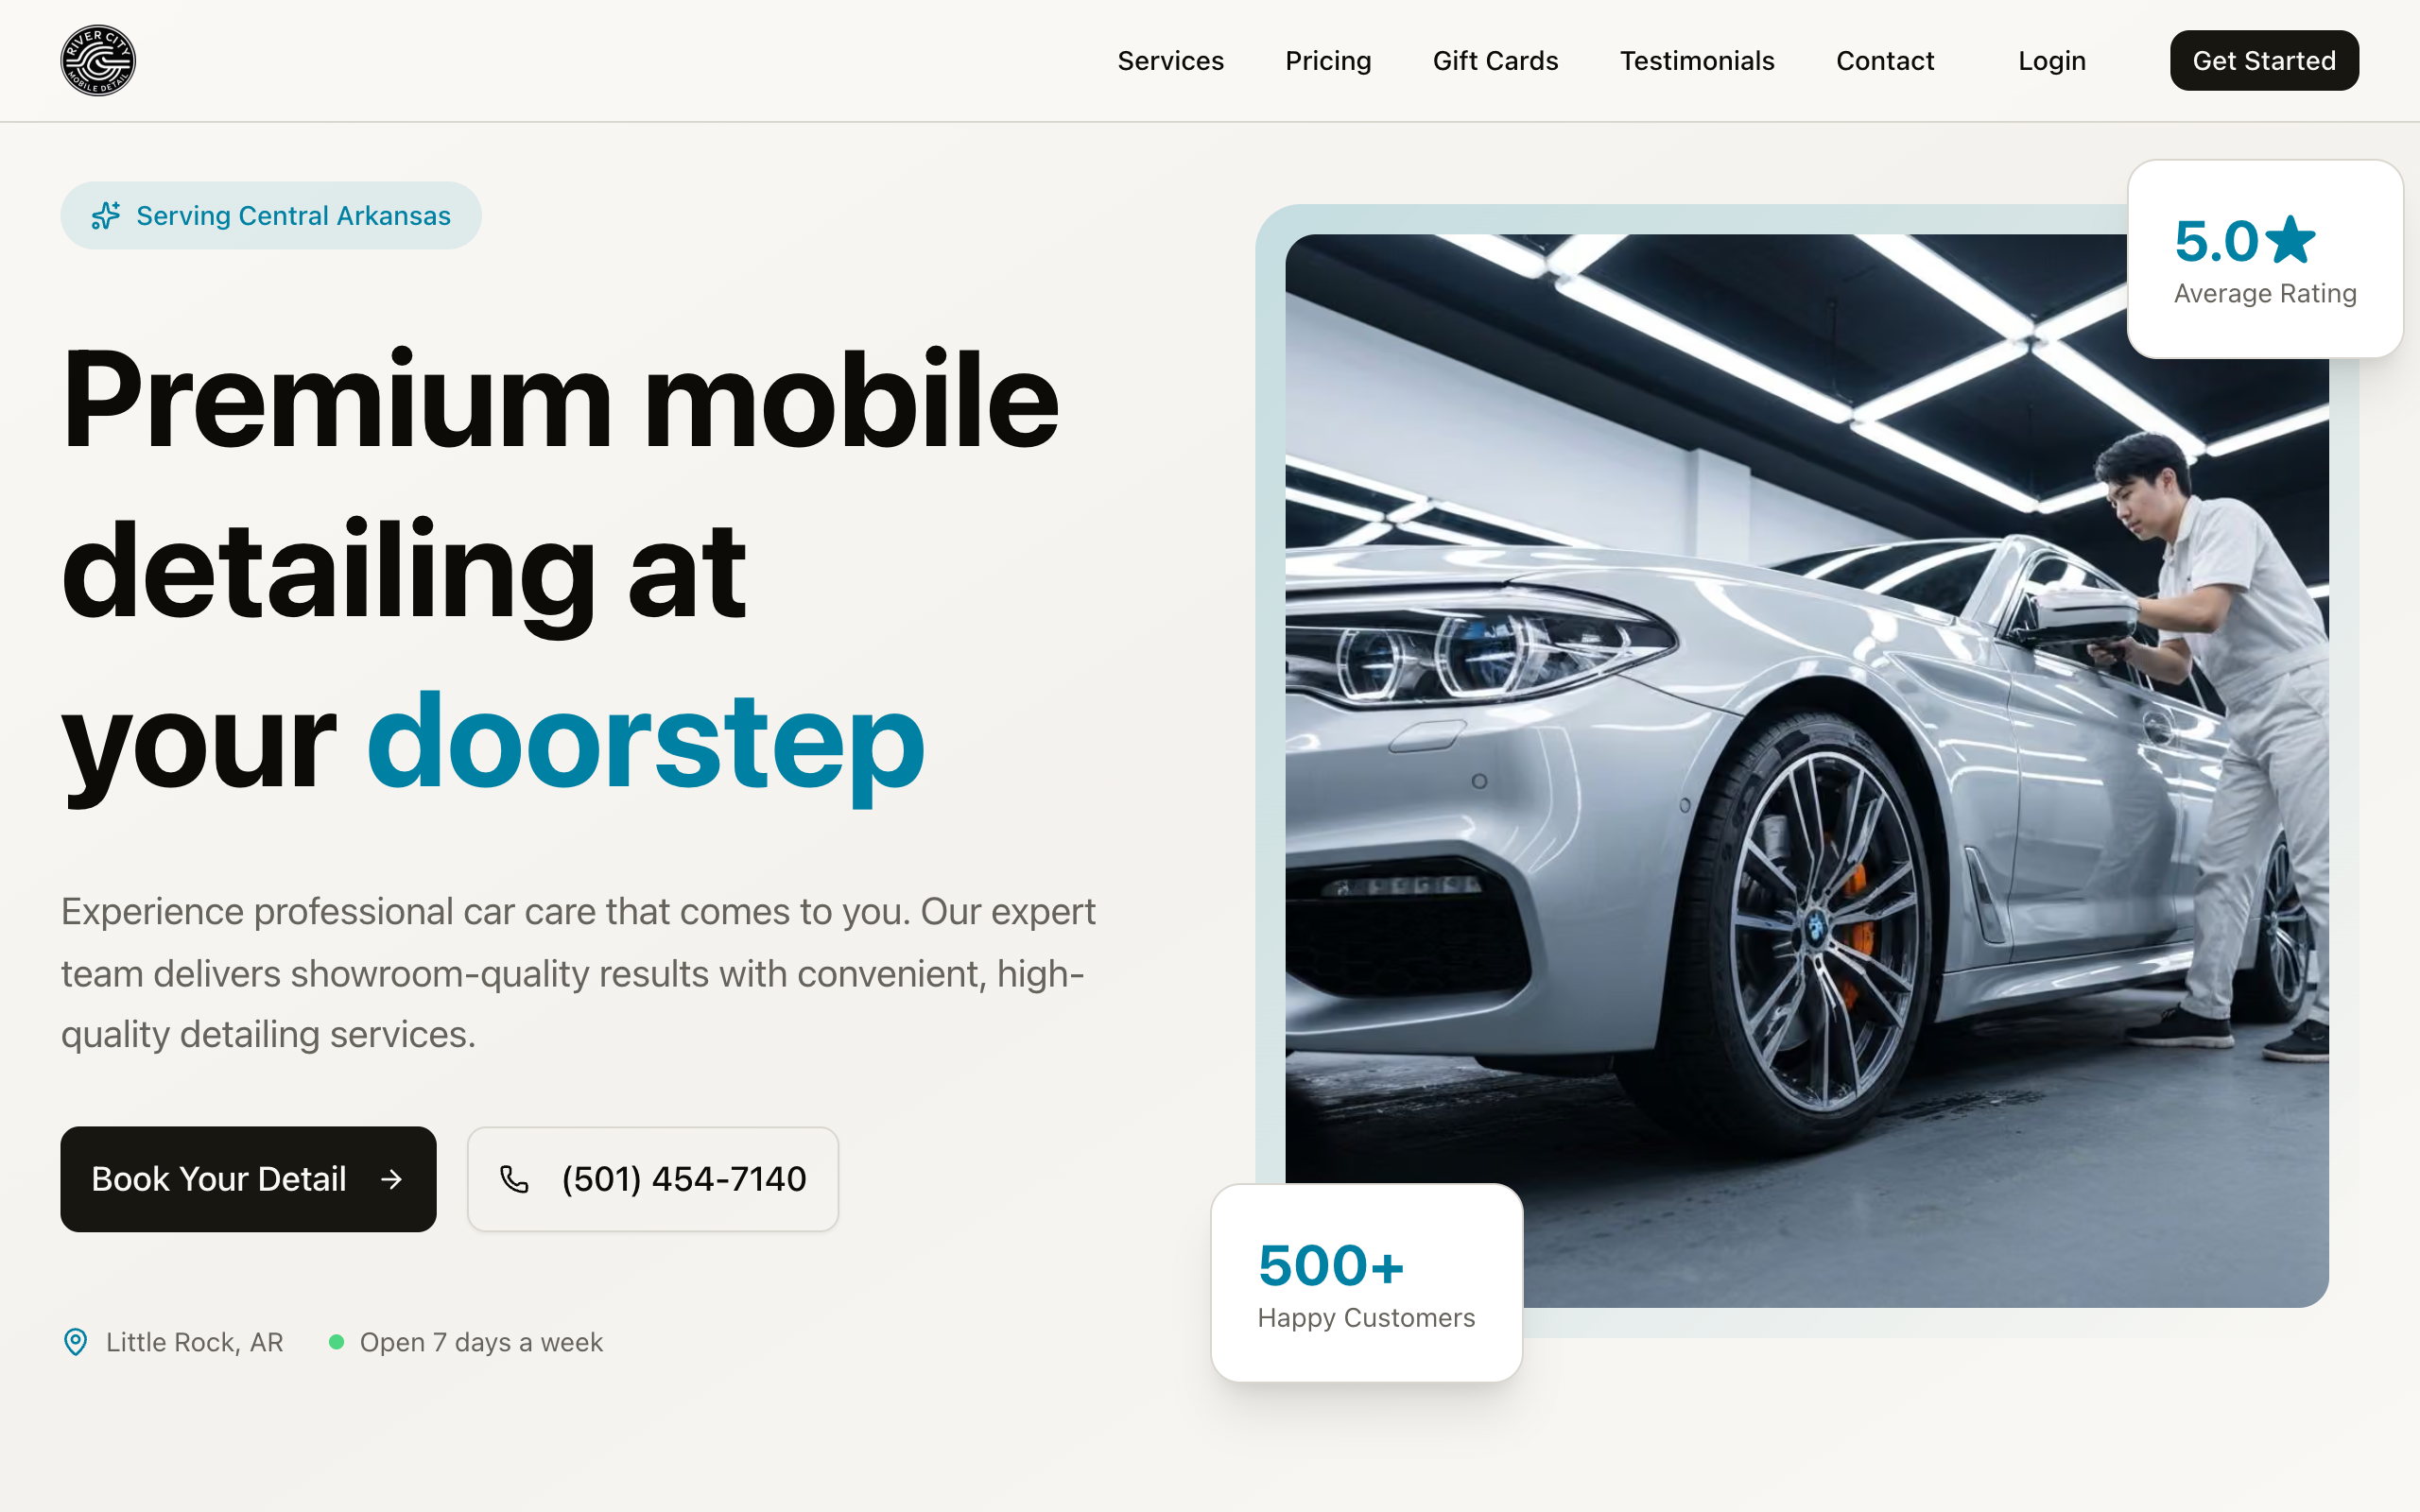 RIVER CITY
MOBILE DETAIL
Services
Pricing
Gift Cards
Testimonials
Contact
Login
Get Started
Serving Central Arkansas
Premium mobile
detailing at
your doorstep
Experience professional car care that comes to you. Our expert
team delivers showroom-quality results with convenient, high-
quality detailing services.
Book Your Detail
(501) 454-7140
Little Rock, AR
Open 7 days a week
5.0
Average Rating
500+
Happy Customers